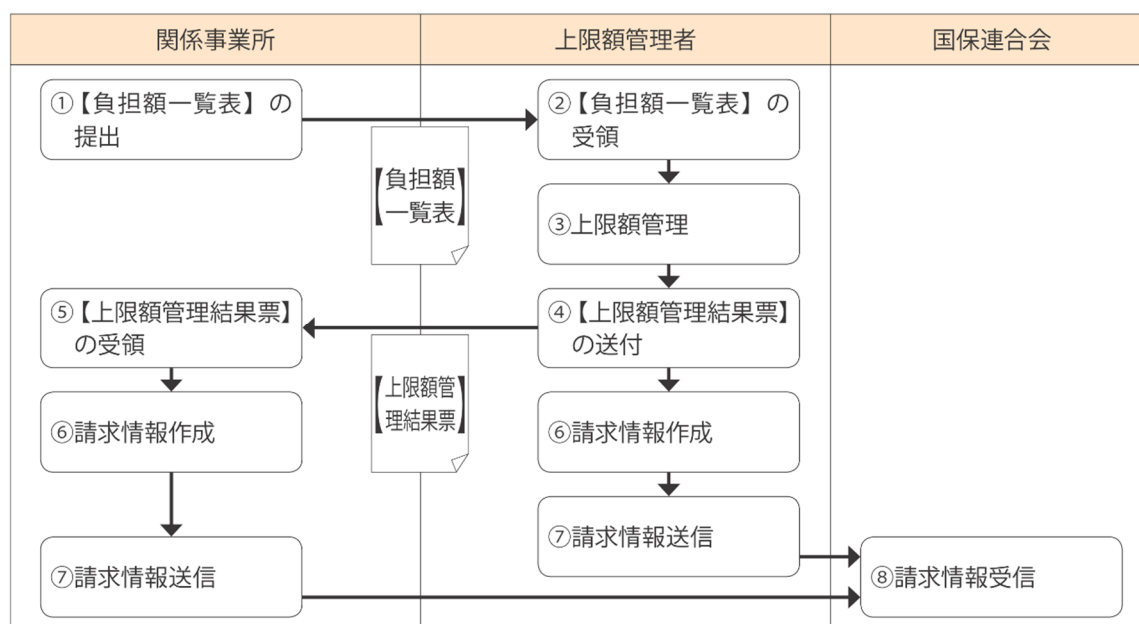 関係事業所
上限額管理者
国保連合会
①【負担額一覧表】の
提出
②【負担額一覧表】の
受領
【負担額
一覧表】
③上限額管理
⑤【上限額管理結果票】
の受領
④【上限額管理結果票】
の送付
【上限額管
理結果票】
⑥請求情報作成
⑥請求情報作成
⑦請求情報送信
⑦請求情報送信
⑧請求情報受信